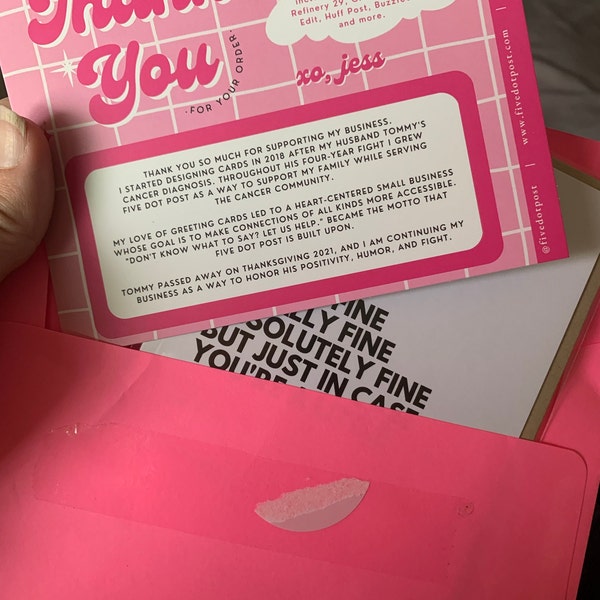 Thank
You
• FOR YOUR ORDER •
Refinery 29,
Edit, Huff Post,
and more.
xo, jess
THANK YOU SO MUCH FOR SUPPORTING MY BUSINESS.
I STARTED DESIGNING CARDS IN 2018 AFTER MY HUSBAND TOMMY'S
CANCER DIAGNOSIS. THROUGHOUT HIS FOUR-YEAR FIGHT I GREW
FIVE DOT POST AS A WAY TO SUPPORT MY FAMILY WHILE SERVING
THE CANCER COMMUNITY.
MY LOVE OF GREETING CARDS LED TO A HEART-CENTERED SMALL BUSINESS
WHOSE GOAL IS TO MAKE CONNECTIONS OF ALL KINDS MORE ACCESSIBLE.
"DON'T KNOW WHAT TO SAY? LET US HELP." BECAME THE MOTTO THAT
FIVE DOT POST IS BUILT UPON.
TOMMY PASSED AWAY ON THANKSGIVING 2021, AND I AM CONTINUING MY
BUSINESS AS A WAY TO HONOR HIS POSITIVITY, HUMOR, AND FIGHT.
@fivedotpost | www.fivedotpost.com |
FINE
FINE
FINE
BUT JUST IN CASE
YOU'RE